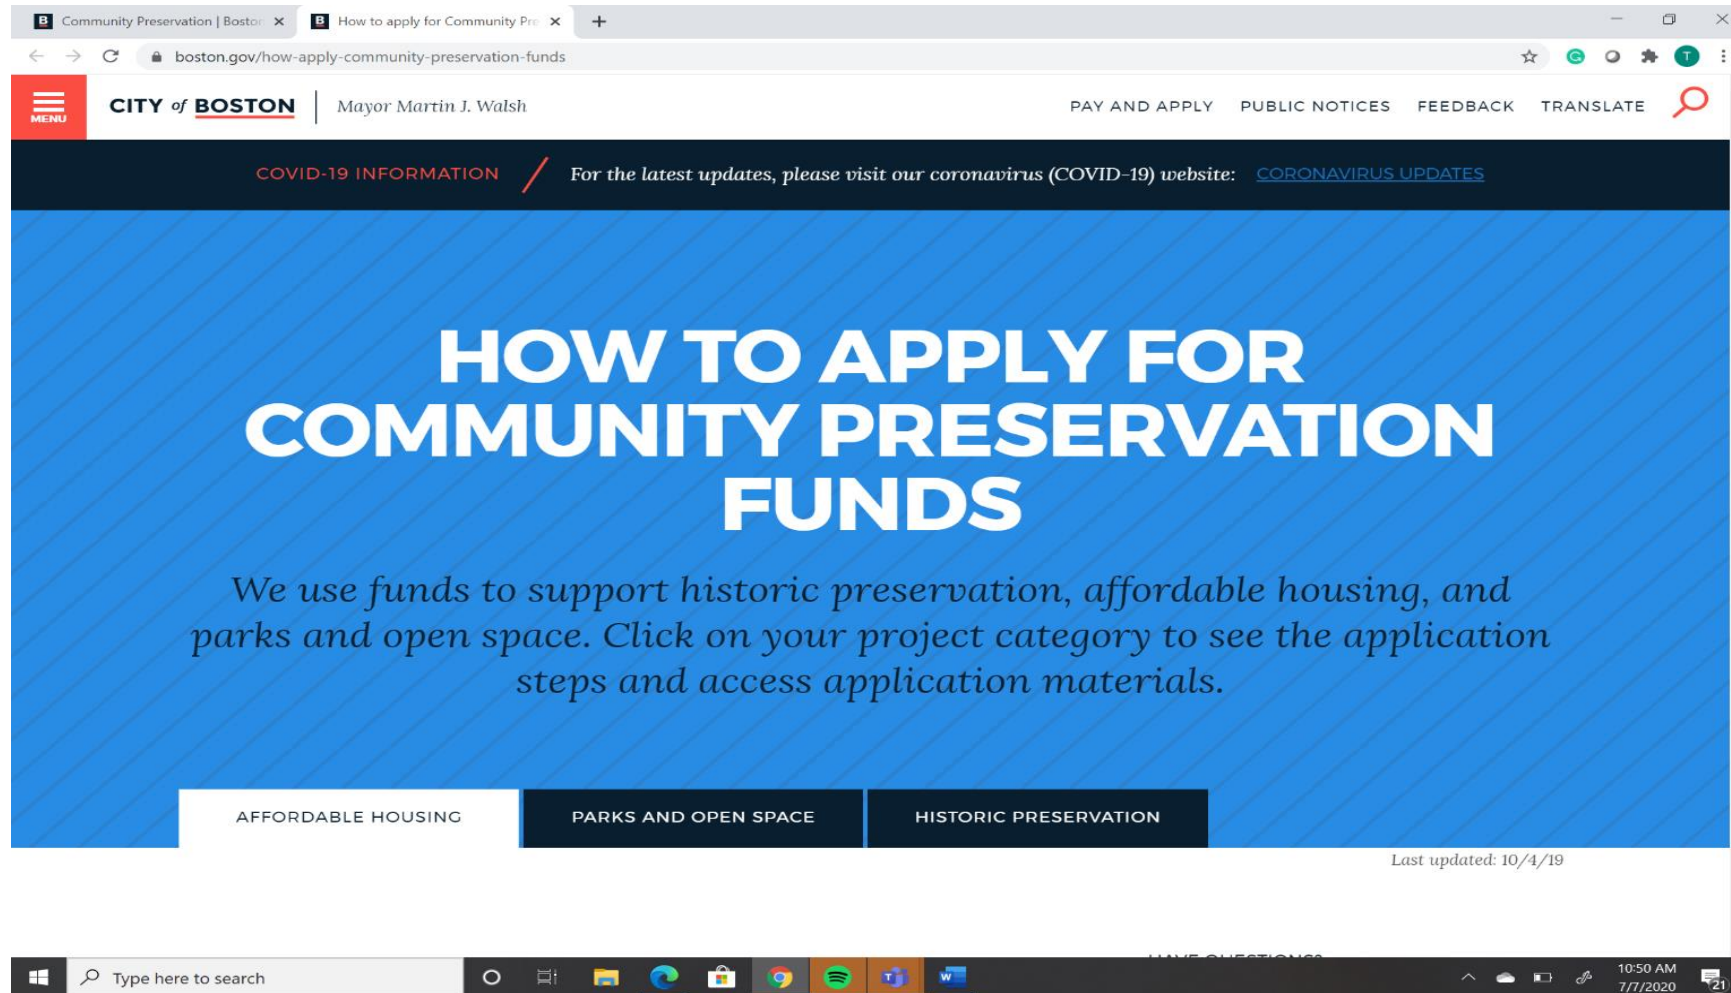 Community Preservation | Boston
How to apply for Community Pre
boston.gov/how-apply-community-preservation-funds
T
MENU
CITY of BOSTON
Mayor Martin J. Walsh
PAY AND APPLY
PUBLIC NOTICES
FEEDBACK
TRANSLATE
COVID-19 INFORMATION
For the latest updates, please visit our coronavirus (COVID-19) website:
CORONAVIRUS UPDATES
HOW TO APPLY FOR
COMMUNITY PRESERVATION
FUNDS
We use funds to support historic preservation, affordable housing, and
parks and open space. Click on your project category to see the application
steps and access application materials.
AFFORDABLE HOUSING
PARKS AND OPEN SPACE
HISTORIC PRESERVATION
Last updated: 10/4/19
HAVE QUESTIONS?
Type here to search
10:50 AM
7/7/2020
21